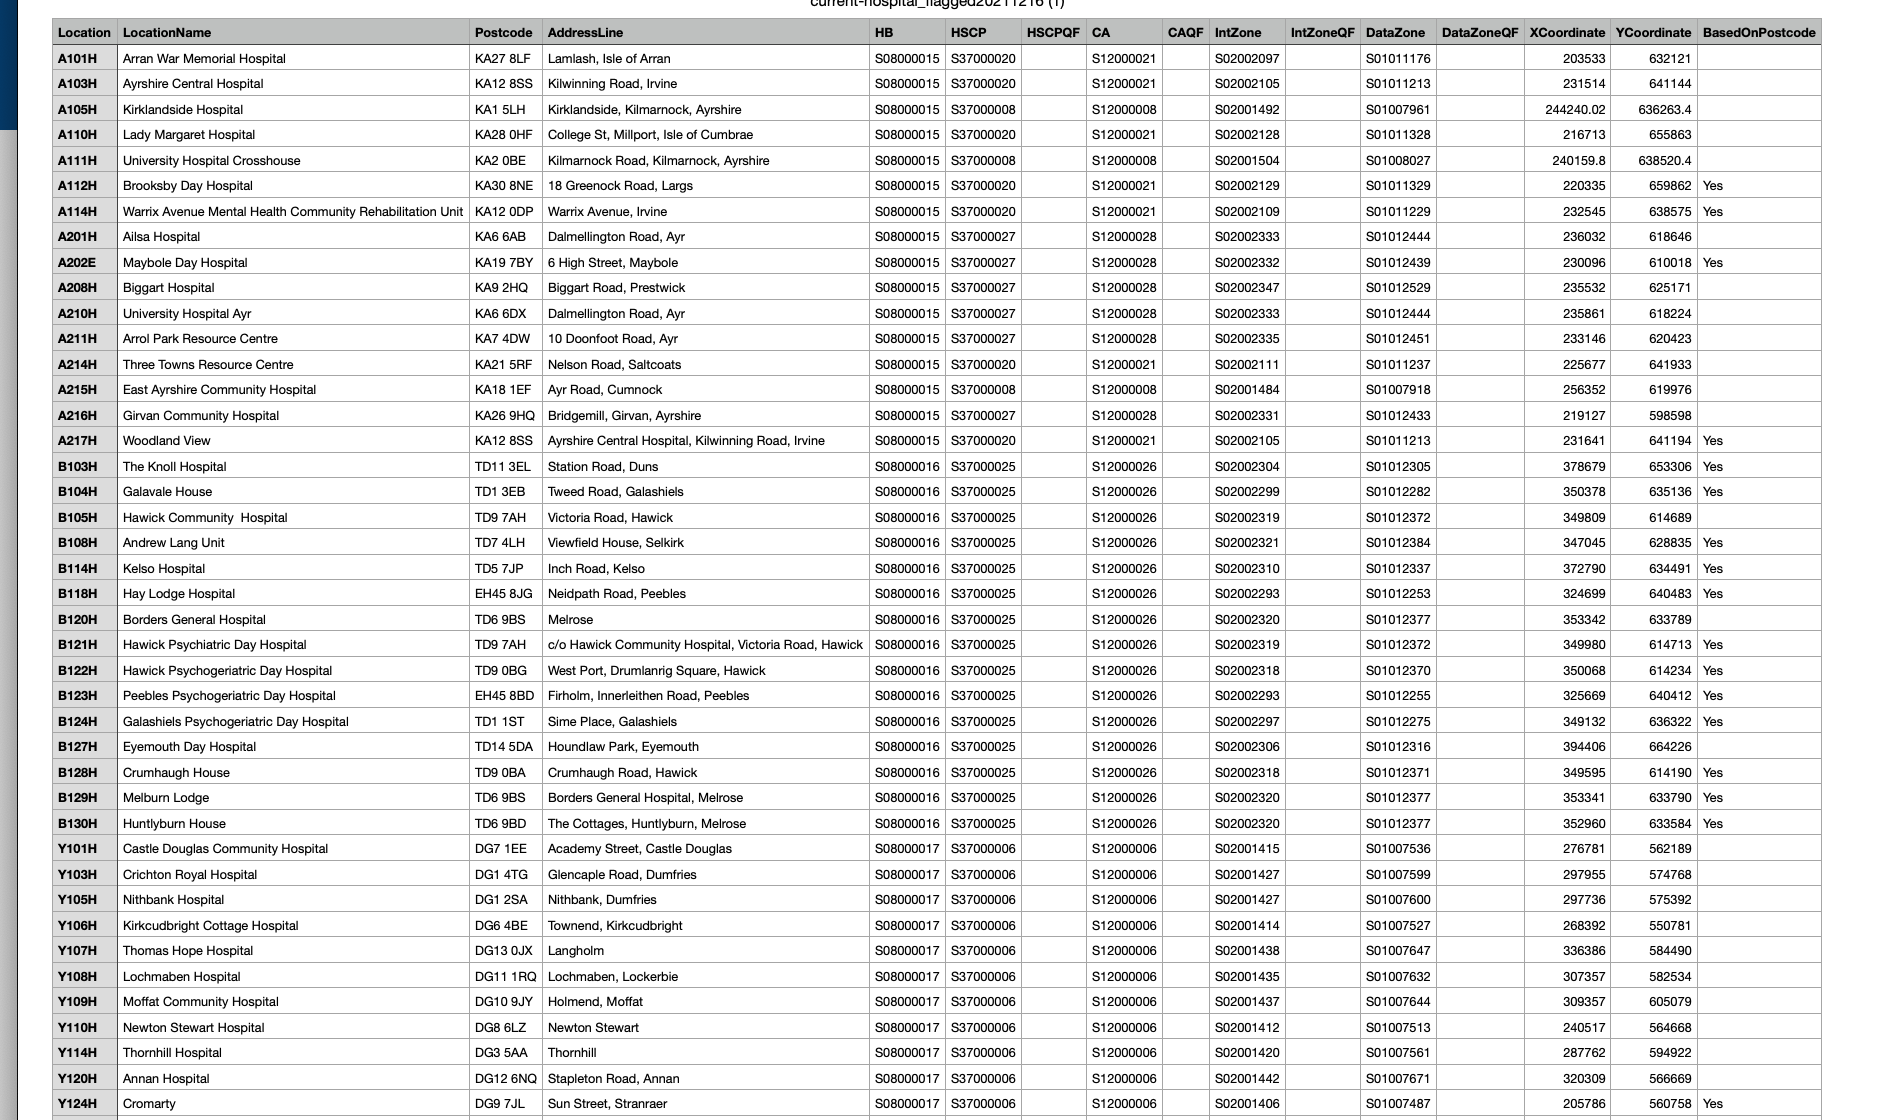 current-hospital_flagged20211216 (1)
Location LocationName Postcode AddressLine HB HSCP HSCPQF CA CAQF IntZone IntZoneQF DataZone DataZoneQF XCoordinate YCoordinate BasedOnPostcode
A101H Arran War Memorial Hospital KA27 8LF Lamlash, Isle of Arran S08000015 S37000020 S12000021 S02002097 S01011176 203533 632121
A103H Ayrshire Central Hospital KA12 8SS Kilwinning Road, Irvine S08000015 S37000020 S12000021 S02002105 S01011213 231514 641144
A105H Kirklandside Hospital KA1 5LH Kirklandside, Kilmarnock, Ayrshire S08000015 S37000008 S12000008 S02001492 S01007961 244240.02 636263.4
A110H Lady Margaret Hospital KA28 0HF College St, Millport, Isle of Cumbrae S08000015 S37000020 S12000021 S02002128 S01011328 216713 655863
A111H University Hospital Crosshouse KA2 0BE Kilmarnock Road, Kilmarnock, Ayrshire S08000015 S37000008 S12000008 S02001504 S01008027 240159.8 638520.4
A112H Brooksby Day Hospital KA30 8NE 18 Greenock Road, Largs S08000015 S37000020 S12000021 S02002129 S01011329 220335 659862 Yes
A114H Warrix Avenue Mental Health Community Rehabilitation Unit KA12 0DP Warrix Avenue, Irvine S08000015 S37000020 S12000021 S02002109 S01011229 232545 638575 Yes
A201H Ailsa Hospital KA6 6AB Dalmellington Road, Ayr S08000015 S37000027 S12000028 S02002333 S01012444 236032 618646
A202E Maybole Day Hospital KA19 7BY 6 High Street, Maybole S08000015 S37000027 S12000028 S02002332 S01012439 230096 610018 Yes
A208H Biggart Hospital KA9 2HQ Biggart Road, Prestwick S08000015 S37000027 S12000028 S02002347 S01012529 235532 625171
A210H University Hospital Ayr KA6 6DX Dalmellington Road, Ayr S08000015 S37000027 S12000028 S02002333 S01012444 235861 618224
A211H Arrol Park Resource Centre KA7 4DW 10 Doonfoot Road, Ayr S08000015 S37000027 S12000028 S02002335 S01012451 233146 620423
A214H Three Towns Resource Centre KA21 5RF Nelson Road, Saltcoats S08000015 S37000020 S12000021 S02002111 S01011237 225677 641933
A215H East Ayrshire Community Hospital KA18 1EF Ayr Road, Cumnock S08000015 S37000008 S12000008 S02001484 S01007918 256352 619976
A216H Girvan Community Hospital KA26 9HQ Bridgemill, Girvan, Ayrshire S08000015 S37000027 S12000028 S02002331 S01012433 219127 598598
A217H Woodland View KA12 8SS Ayrshire Central Hospital, Kilwinning Road, Irvine S08000015 S37000020 S12000021 S02002105 S01011213 231641 641194 Yes
B103H The Knoll Hospital TD11 3EL Station Road, Duns S08000016 S37000025 S12000026 S02002304 S01012305 378679 653306 Yes
B104H Galavale House TD1 3EB Tweed Road, Galashiels S08000016 S37000025 S12000026 S02002299 S01012282 350378 635136 Yes
B105H Hawick Community  Hospital TD9 7AH Victoria Road, Hawick S08000016 S37000025 S12000026 S02002319 S01012372 349809 614689
B108H Andrew Lang Unit TD7 4LH Viewfield House, Selkirk S08000016 S37000025 S12000026 S02002321 S01012384 347045 628835 Yes
B114H Kelso Hospital TD5 7JP Inch Road, Kelso S08000016 S37000025 S12000026 S02002310 S01012337 372790 634491 Yes
B118H Hay Lodge Hospital EH45 8JG Neidpath Road, Peebles S08000016 S37000025 S12000026 S02002293 S01012253 324699 640483 Yes
B120H Borders General Hospital TD6 9BS Melrose S08000016 S37000025 S12000026 S02002320 S01012377 353342 633789
B121H Hawick Psychiatric Day Hospital TD9 7AH c/o Hawick Community Hospital, Victoria Road, Hawick S08000016 S37000025 S12000026 S02002319 S01012372 349980 614713 Yes
B122H Hawick Psychogeriatric Day Hospital TD9 0BG West Port, Drumlanrig Square, Hawick S08000016 S37000025 S12000026 S02002318 S01012370 350068 614234 Yes
B123H Peebles Psychogeriatric Day Hospital EH45 8BD Firholm, Innerleithen Road, Peebles S08000016 S37000025 S12000026 S02002293 S01012255 325669 640412 Yes
B124H Galashiels Psychogeriatric Day Hospital TD1 1ST Sime Place, Galashiels S08000016 S37000025 S12000026 S02002297 S01012275 349132 636322 Yes
B127H Eyemouth Day Hospital TD14 5DA Houndlaw Park, Eyemouth S08000016 S37000025 S12000026 S02002306 S01012316 394406 664226
B128H Crumhaugh House TD9 0BA Crumhaugh Road, Hawick S08000016 S37000025 S12000026 S02002318 S01012371 349595 614190 Yes
B129H Melburn Lodge TD6 9BS Borders General Hospital, Melrose S08000016 S37000025 S12000026 S02002320 S01012377 353341 633790 Yes
B130H Huntlyburn House TD6 9BD The Cottages, Huntlyburn, Melrose S08000016 S37000025 S12000026 S02002320 S01012377 352960 633584 Yes
Y101H Castle Douglas Community Hospital DG7 1EE Academy Street, Castle Douglas S08000017 S37000006 S12000006 S02001415 S01007536 276781 562189
Y103H Crichton Royal Hospital DG1 4TG Glencaple Road, Dumfries S08000017 S37000006 S12000006 S02001427 S01007599 297955 574768
Y105H Nithbank Hospital DG1 2SA Nithbank, Dumfries S08000017 S37000006 S12000006 S02001427 S01007600 297736 575392
Y106H Kirkcudbright Cottage Hospital DG6 4BE Townend, Kirkcudbright S08000017 S37000006 S12000006 S02001414 S01007527 268392 550781
Y107H Thomas Hope Hospital DG13 0JX Langholm S08000017 S37000006 S12000006 S02001438 S01007647 336386 584490
Y108H Lochmaben Hospital DG11 1RQ Lochmaben, Lockerbie S08000017 S37000006 S12000006 S02001435 S01007632 307357 582534
Y109H Moffat Community Hospital DG10 9JY Holmend, Moffat S08000017 S37000006 S12000006 S02001437 S01007644 309357 605079
Y110H Newton Stewart Hospital DG8 6LZ Newton Stewart S08000017 S37000006 S12000006 S02001412 S01007513 240517 564668
Y114H Thornhill Hospital DG3 5AA Thornhill S08000017 S37000006 S12000006 S02001420 S01007561 287762 594922
Y120H Annan Hospital DG12 6NQ Stapleton Road, Annan S08000017 S37000006 S12000006 S02001442 S01007671 320309 566669
Y124H Cromarty DG9 7JL Sun Street, Stranraer S08000017 S37000006 S12000006 S02001406 S01007487 205786 560758 Yes